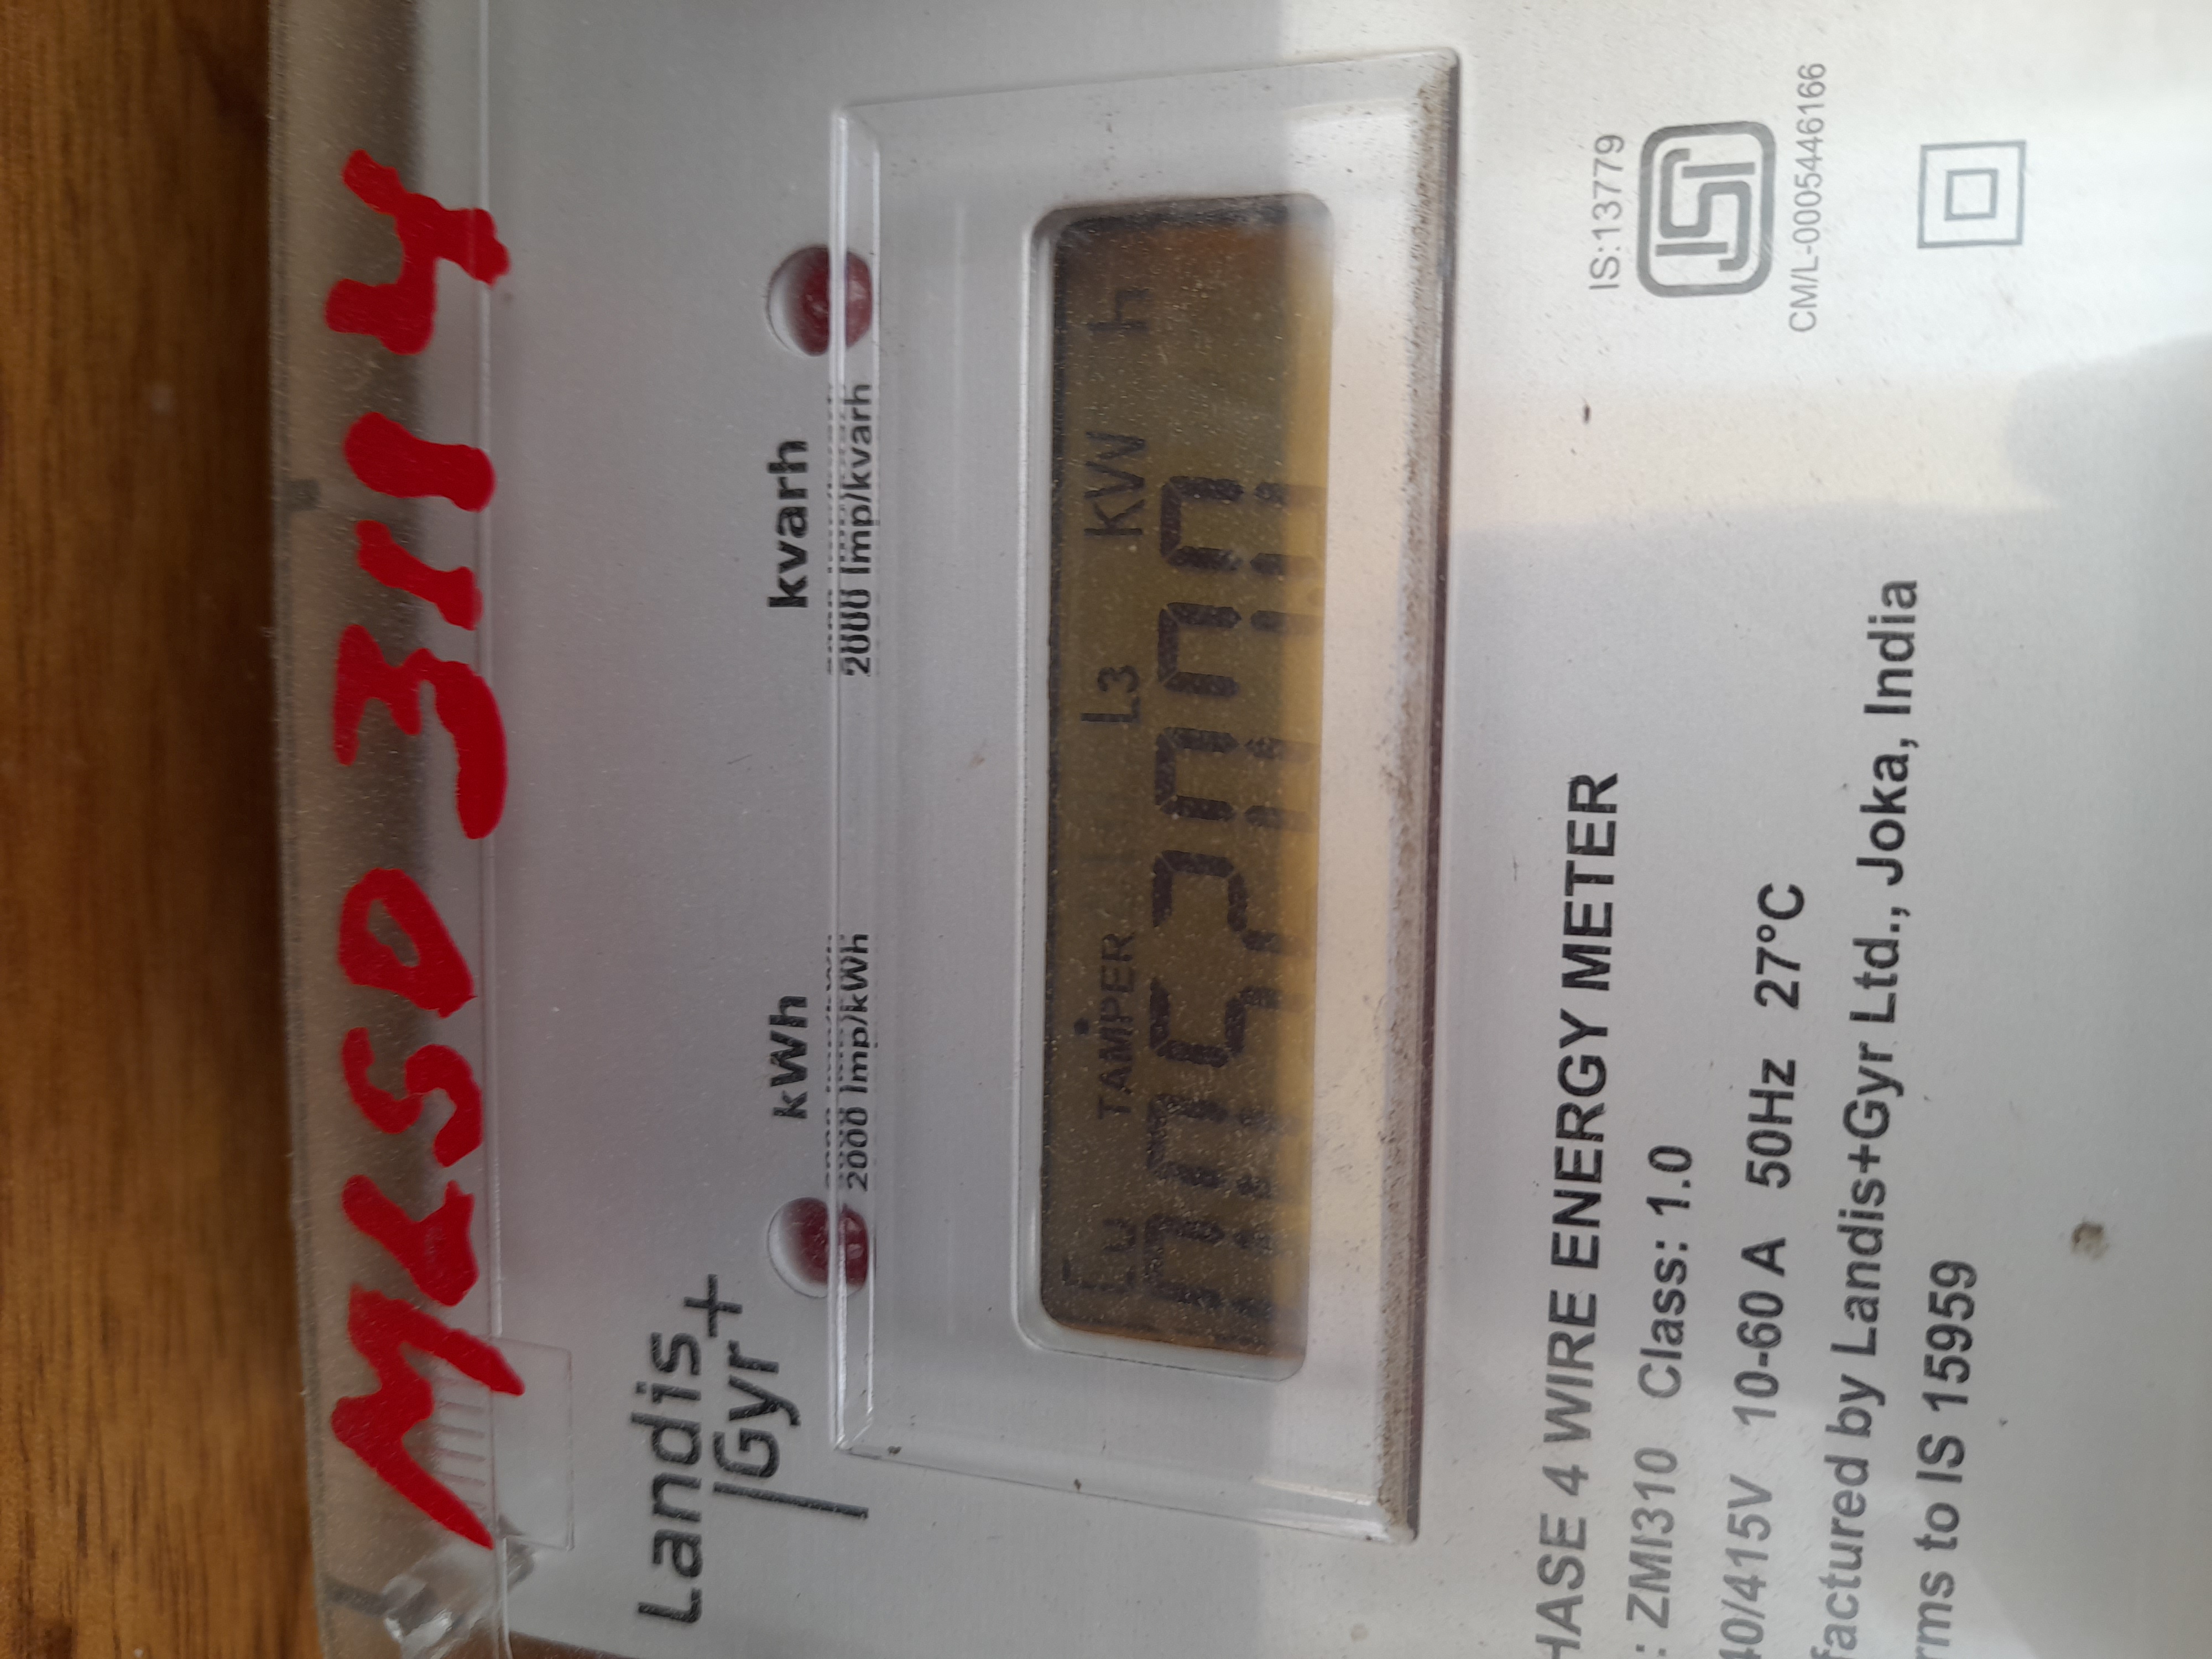 MLSD 3114
Landis
|Gyr+
kWh
2000 Imp/kWh
kvarh
2000 Imp/kvarh
Cu TAMPER L3 KW h
HASE 4 WIRE ENERGY METER
: ZMI310 Class: 1.0
40/415V 10-60 A 50Hz 27°C
factured by Landis+Gyr Ltd., Joka, India
rms to IS 15959
IS:13779
CM/L-0005446166